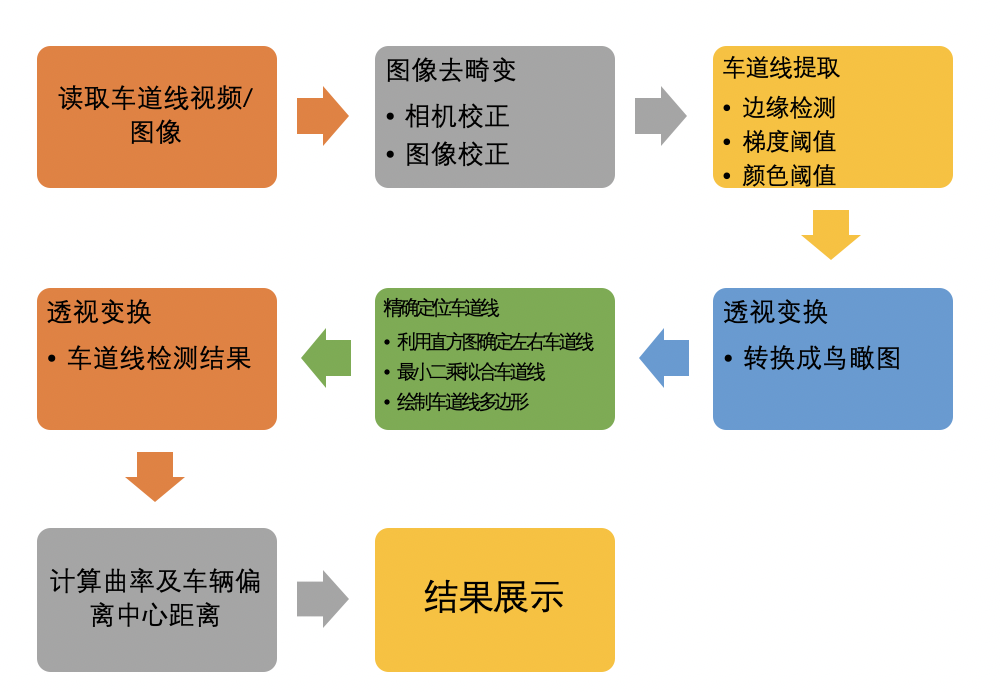 读取车道线视频/
图像
图像去畸变
• 相机校正
• 图像校正
车道线提取
• 边缘检测
• 梯度阈值
• 颜色阈值
透视变换
• 转换成鸟瞰图
精确定位车道线
• 利用直方图确定左右车道线
• 最小二乘拟合车道线
• 绘制车道线多边形
透视变换
• 车道线检测结果
计算曲率及车辆偏
离中心距离
结果展示